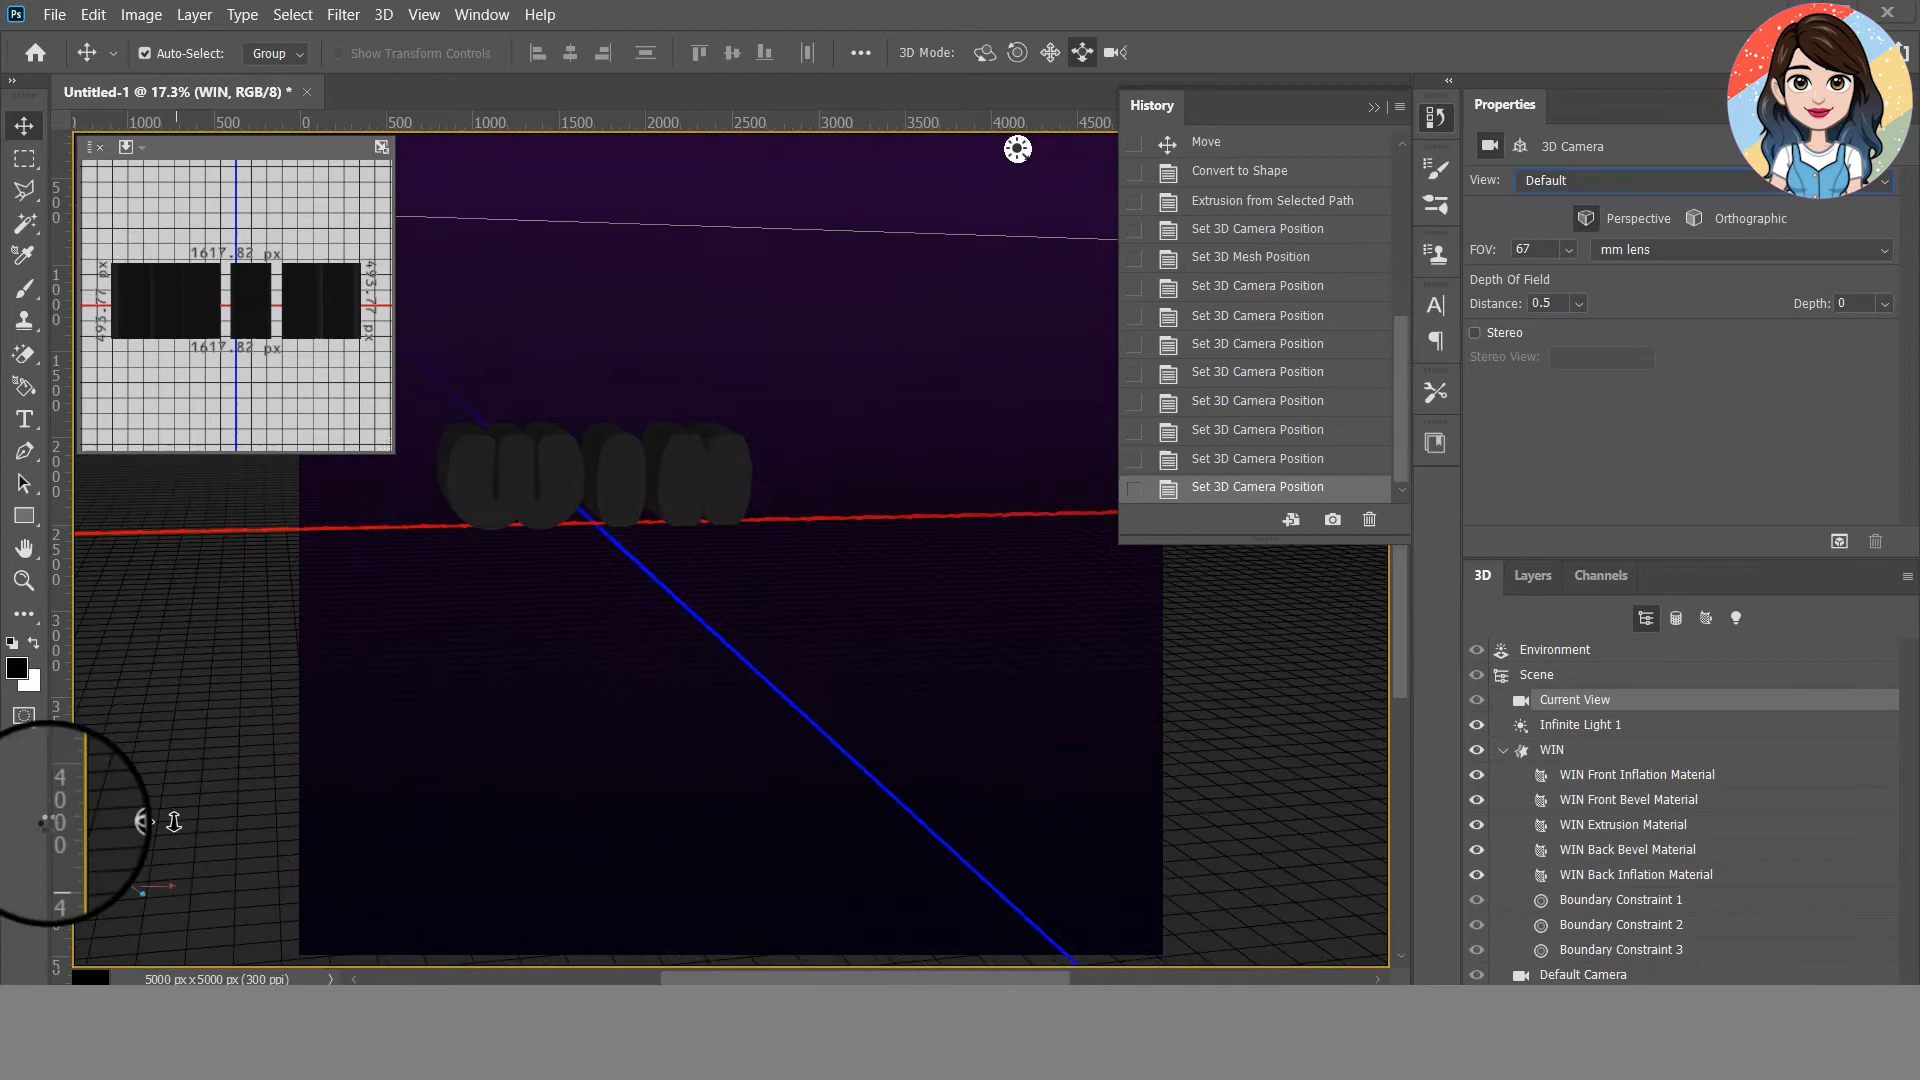 Ps File Edit Image Layer Type Select Filter 3D View Window Help
Auto-Select: Group Show Transform Controls 3D Mode:
Untitled-1 @ 17.3% (WIN, RGB/8) *
1000 500 0 500 1000 1500 2000 2500 3000 3500 4000 4500
1617.82 px
493.77 px
493.77 px
1617.82 px
WIN
History
Move
Convert to Shape
Extrusion from Selected Path
Set 3D Camera Position
Set 3D Mesh Position
Set 3D Camera Position
Set 3D Camera Position
Set 3D Camera Position
Set 3D Camera Position
Set 3D Camera Position
Set 3D Camera Position
Set 3D Camera Position
Set 3D Camera Position
Properties
3D Camera
View: Default
Perspective Orthographic
FOV: 67 mm lens
Depth Of Field
Distance: 0.5 Depth: 0
Stereo
Stereo View:
3D Layers Channels
Environment
Scene
Current View
Infinite Light 1
WIN
WIN Front Inflation Material
WIN Front Bevel Material
WIN Extrusion Material
WIN Back Bevel Material
WIN Back Inflation Material
Boundary Constraint 1
Boundary Constraint 2
Boundary Constraint 3
Default Camera
5000 px x 5000 px (300 ppi)